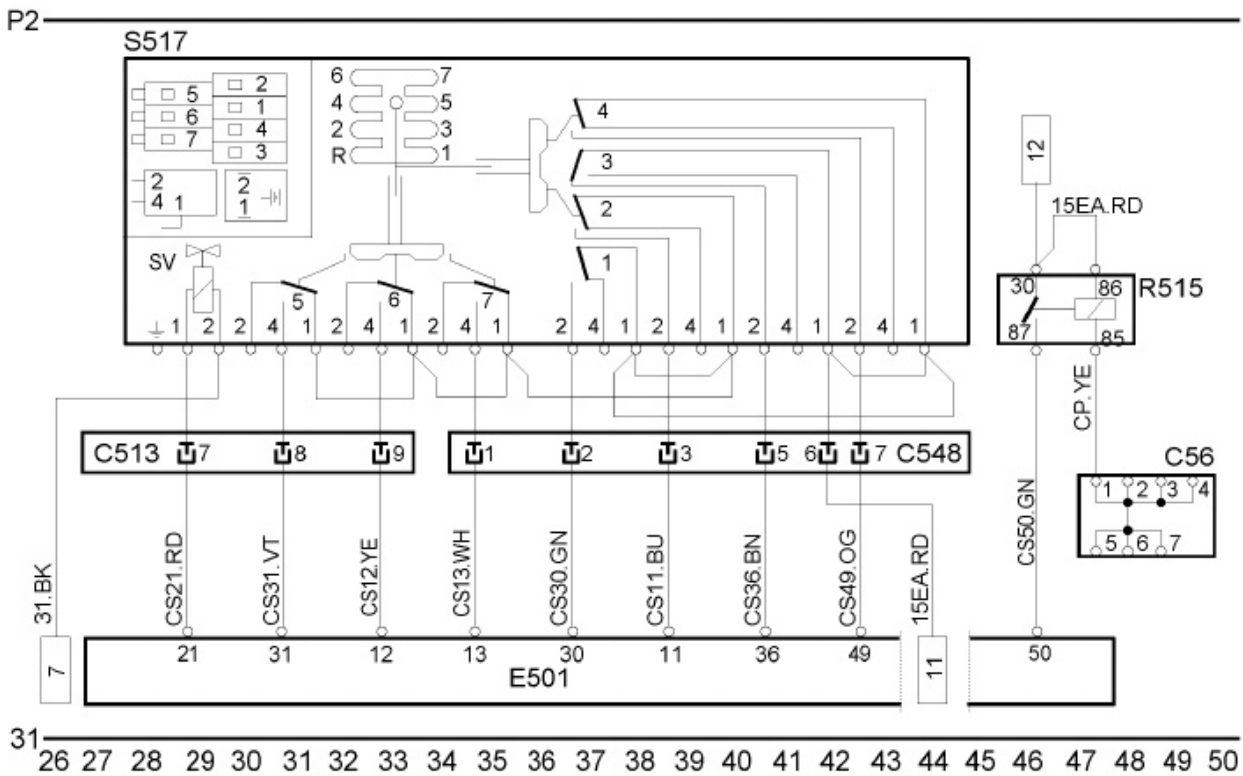 P2
S517
5 2
6 1
7 4
3
2
4 1
2
1
6 7
4 5
2 3
R 1
4
3
2
1
SV
5 6 7
1 2 2 4 1 2 4 1 2 4 1 2 4 1 2 4 1 2 4 1 2 4 1
12
15EA.RD
30 86 R515
87 85
CP.YE
CS50.GN
C56
1 2 3 4
5 6 7
C513 7 8 9
1 2 3 5 6 7 C548
31.BK
CS21.RD
CS31.VT
CS12.YE
CS13.WH
CS30.GN
CS11.BU
CS36.BN
CS49.OG
15EA.RD
7
21 31 12 13 30 11 36 49 50
E501
11
31
26 27 28 29 30 31 32 33 34 35 36 37 38 39 40 41 42 43 44 45 46 47 48 49 50